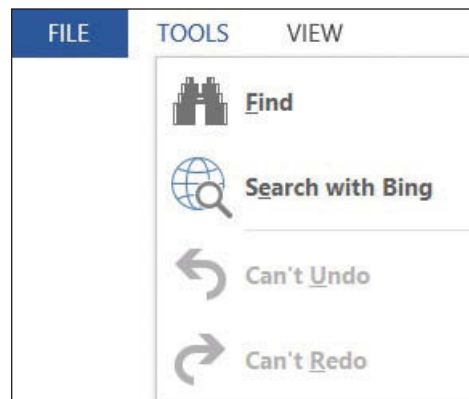 FILE TOOLS VIEW
Find
Search with Bing
Can't Undo
Can't Redo